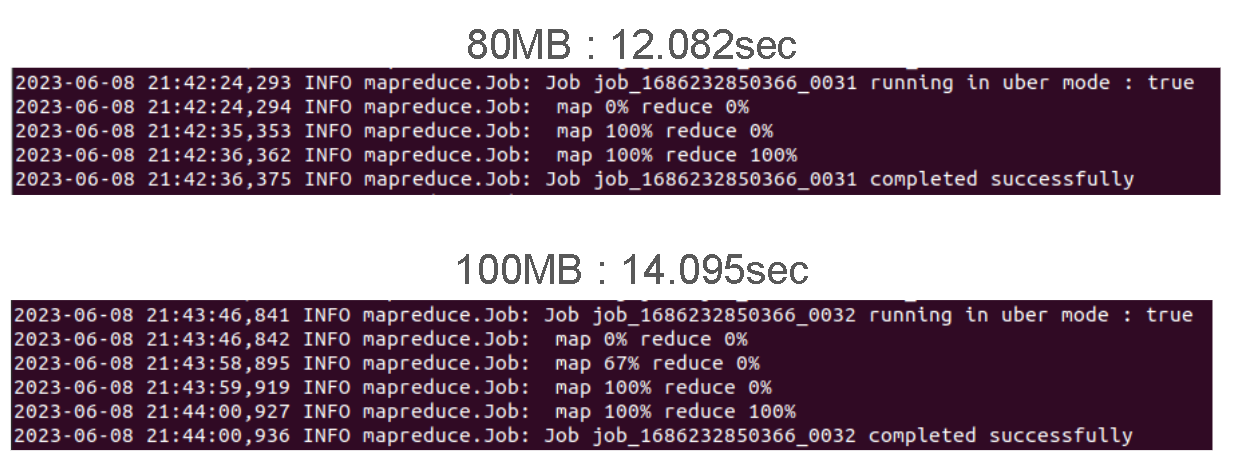 80MB : 12.082sec
2023-06-08 21:42:24,293 INFO mapreduce.Job: Job job_1686232850366_0031 running in uber mode : true
2023-06-08 21:42:24,294 INFO mapreduce.Job:  map 0% reduce 0%
2023-06-08 21:42:35,353 INFO mapreduce.Job:  map 100% reduce 0%
2023-06-08 21:42:36,362 INFO mapreduce.Job:  map 100% reduce 100%
2023-06-08 21:42:36,375 INFO mapreduce.Job: Job job_1686232850366_0031 completed successfully
100MB : 14.095sec
2023-06-08 21:43:46,841 INFO mapreduce.Job: Job job_1686232850366_0032 running in uber mode : true
2023-06-08 21:43:46,842 INFO mapreduce.Job:  map 0% reduce 0%
2023-06-08 21:43:58,895 INFO mapreduce.Job:  map 67% reduce 0%
2023-06-08 21:43:59,919 INFO mapreduce.Job:  map 100% reduce 0%
2023-06-08 21:44:00,927 INFO mapreduce.Job:  map 100% reduce 100%
2023-06-08 21:44:00,936 INFO mapreduce.Job: Job job_1686232850366_0032 completed successfully